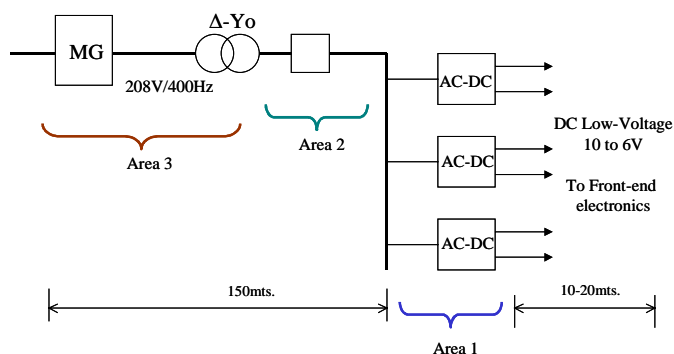 Δ-Yo
MG
208V/400Hz
AC-DC
DC Low-Voltage
10 to 6V
Area 2
Area 3
AC-DC
To Front-end
electronics
AC-DC
150mts.
10-20mts.
Area 1